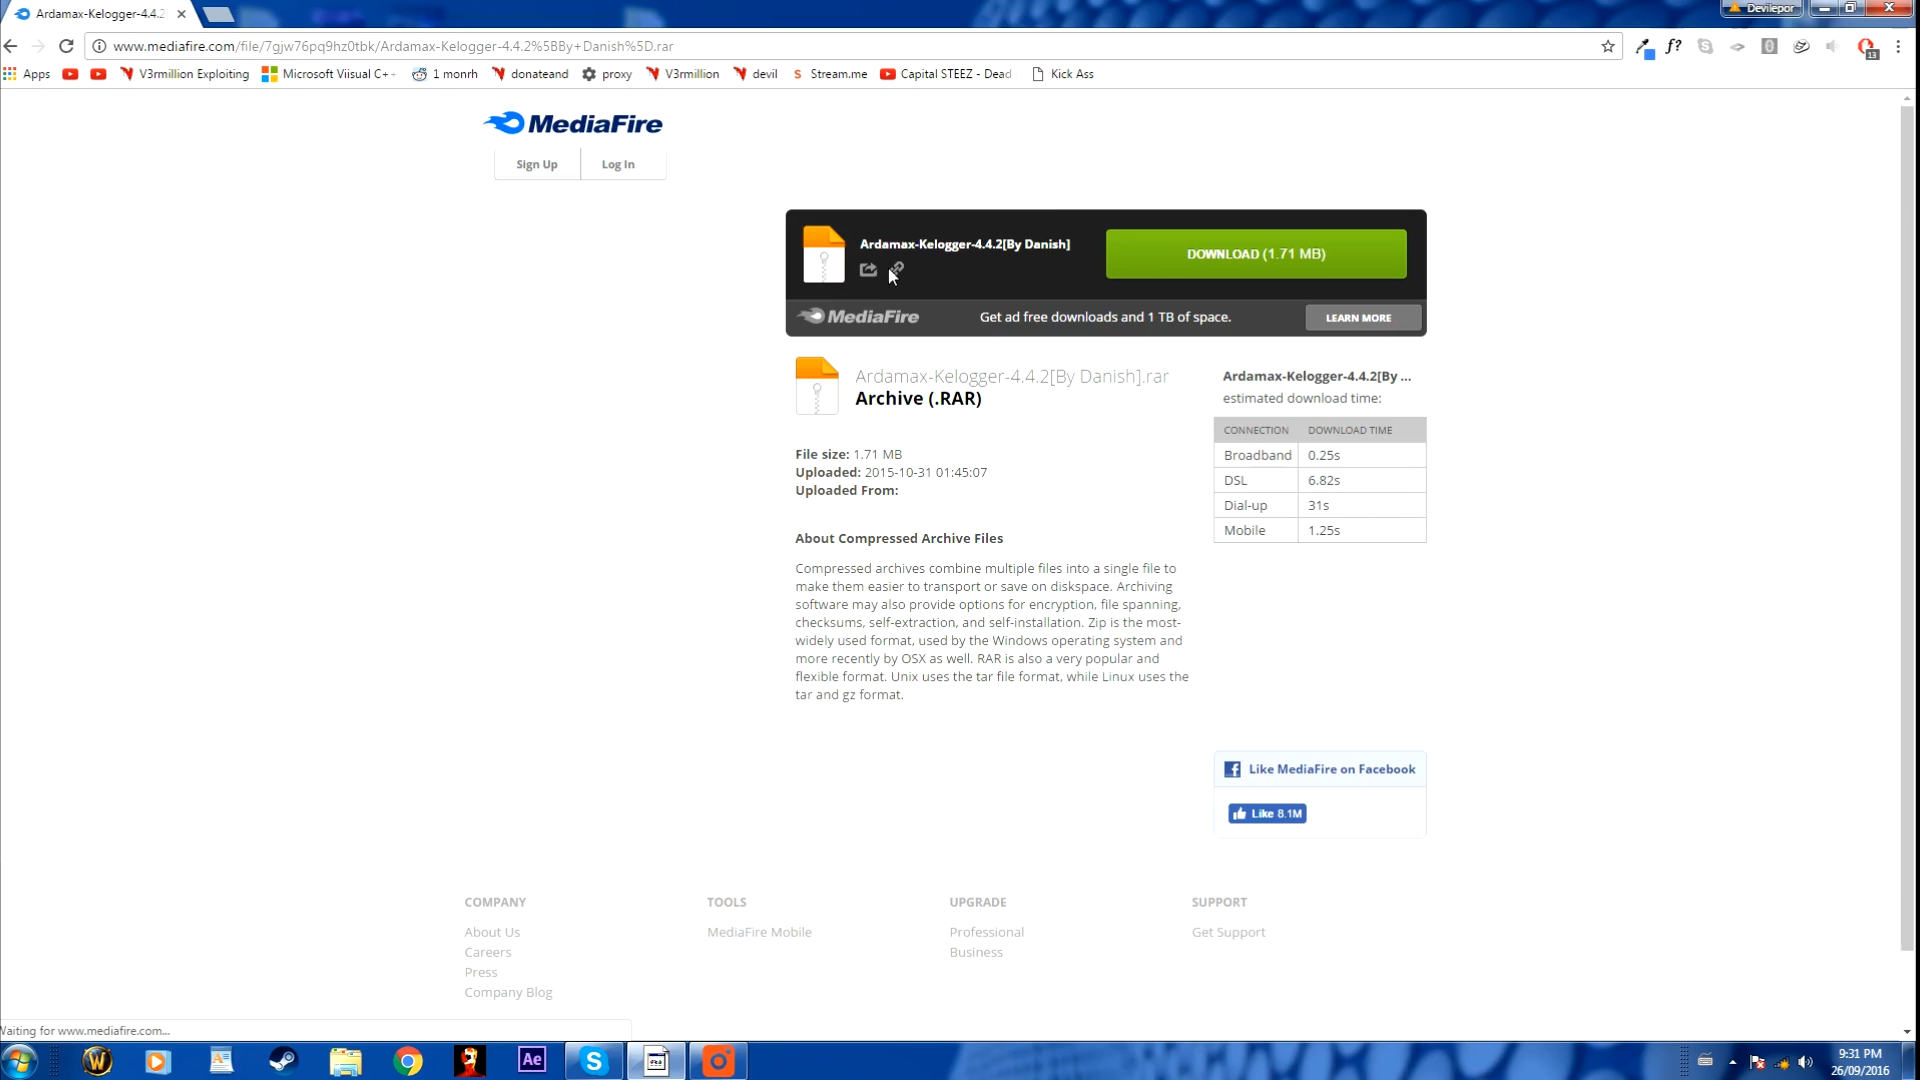 Ardamax-Kelogger-4.4.2
Devilepor
www.mediafire.com/file/7gjw76pq9hz0tbk/Ardamax-Kelogger-4.4.2%5BBy+Danish%5D.rar
Apps V3rmillion Exploiting Microsoft Viisual C+ 1 monrh donateand proxy V3rmillion devil Stream.me Capital STEEZ - Dead Kick Ass
MediaFire
Sign Up Log In
Ardamax-Kelogger-4.4.2[By Danish]
DOWNLOAD (1.71 MB)
MediaFire Get ad free downloads and 1 TB of space. LEARN MORE
Ardamax-Kelogger-4.4.2[By Danish].rar
Archive (.RAR)
File size: 1.71 MB
Uploaded: 2015-10-31 01:45:07
Uploaded From:
About Compressed Archive Files
Compressed archives combine multiple files into a single file to
make them easier to transport or save on diskspace. Archiving
software may also provide options for encryption, file spanning,
checksums, self-extraction, and self-installation. Zip is the most-
widely used format, used by the Windows operating system and
more recently by OSX as well. RAR is also a very popular and
flexible format. Unix uses the tar file format, while Linux uses the
tar and gz format.
Ardamax-Kelogger-4.4.2[By ...
estimated download time:
CONNECTION DOWNLOAD TIME
Broadband 0.25s
DSL 6.82s
Dial-up 31s
Mobile 1.25s
Like MediaFire on Facebook
Like 8.1M
COMPANY
About Us
Careers
Press
Company Blog
TOOLS
MediaFire Mobile
UPGRADE
Professional
Business
SUPPORT
Get Support
Waiting for www.mediafire.com...
Ae
9:31 PM
26/09/2016